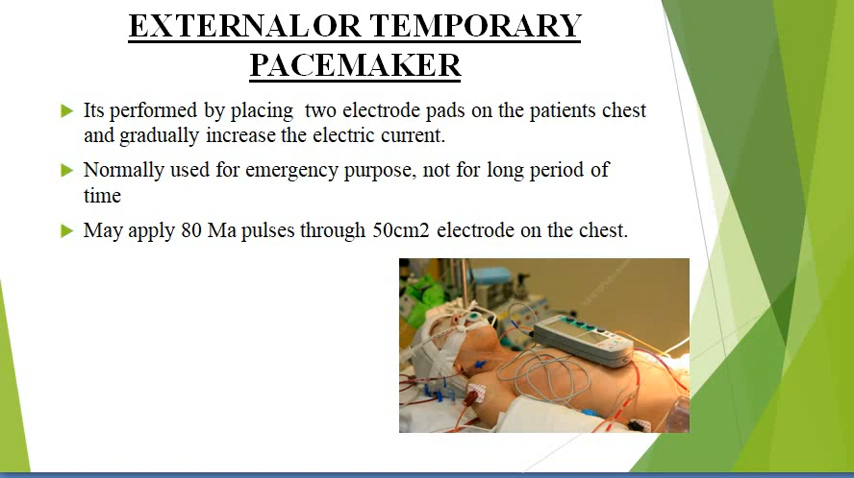 EXTERNALOR TEMPORARY
PACEMAKER
Its performed by placing two electrode pads on the patients chest
and gradually increase the electric current.
Normally used for emergency purpose, not for long period of
time
May apply 80 Ma pulses through 50cm2 electrode on the chest.